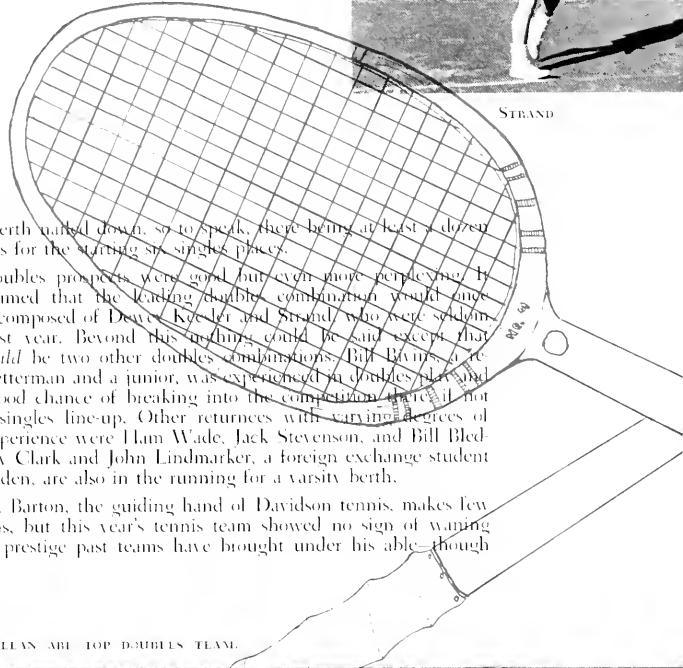 STRAND
erth nailed down, so to speak, there being at least a dozen
s for the starting six singles places.
oubles prospects were good but even more perplexing. It
umed that the leading doubles combination would once
composed of Dewey Keesler and Strand, who were seldom
st year. Beyond this nothing could be said except that
uld be two other doubles combinations. Bill Bivins, a re-
tterman and a junior, was experienced in doubles play and
ood chance of breaking into the competition there, if not
singles line-up. Other returnees with varying degrees of
perience were Ham Wade, Jack Stevenson, and Bill Bled-
Clark and John Lindmarker, a foreign exchange student
den, are also in the running for a varsity berth.
Barton, the guiding hand of Davidson tennis, makes few
s, but this year's tennis team showed no sign of waning
prestige past teams have brought under his able though
LLAN ARE TOP DOUBLES TEAM.